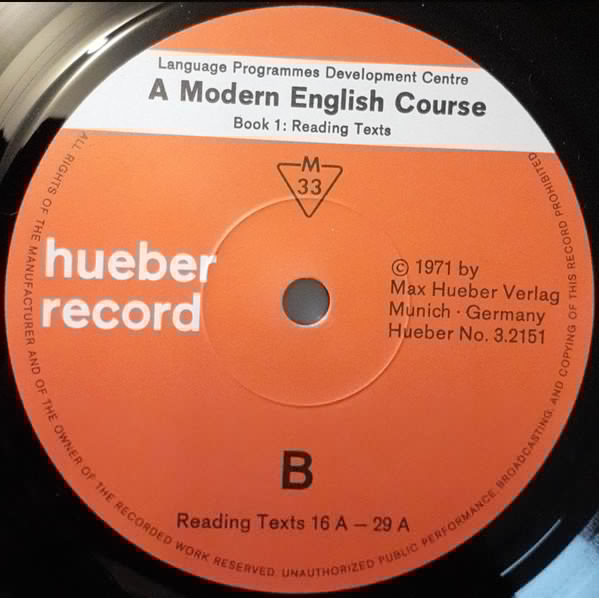 Language Programmes Development Centre
A Modern English Course
Book 1: Reading Texts
M
33
hueber
record
© 1971 by
Max Hueber Verlag
Munich · Germany
Hueber No. 3.2151
B
Reading Texts 16 A – 29 A
ALL RIGHTS OF THE MANUFACTURER AND OF THE OWNER OF THE RECORDED WORK RESERVED. UNAUTHORIZED PUBLIC PERFORMANCE, BROADCASTING, AND COPYING OF THIS RECORD PROHIBITED